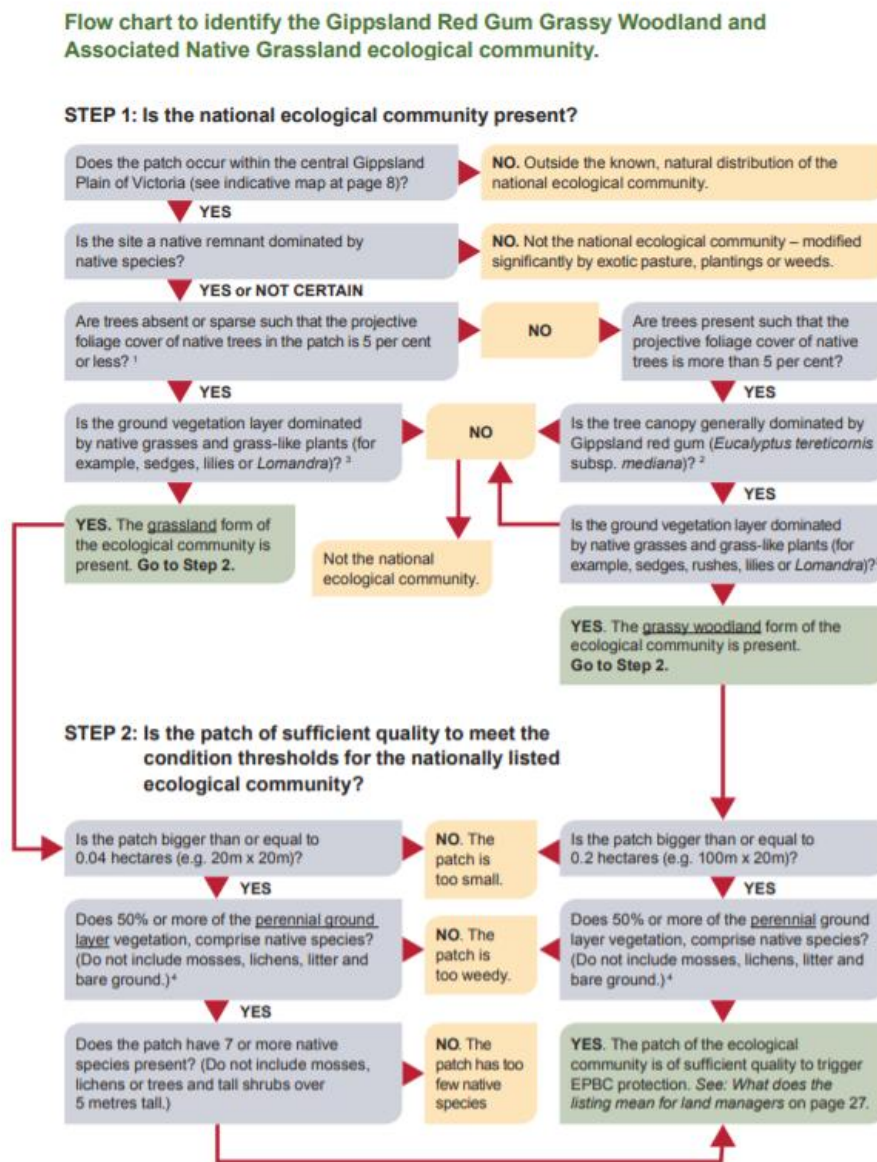 Flow chart to identify the Gippsland Red Gum Grassy Woodland and
Associated Native Grassland ecological community.
STEP 1: Is the national ecological community present?
Does the patch occur within the central Gippsland
Plain of Victoria (see indicative map at page 8)?
NO. Outside the known, natural distribution of the
national ecological community.
YES
Is the site a native remnant dominated by
native species?
NO. Not the national ecological community – modified
significantly by exotic pasture, plantings or weeds.
YES or NOT CERTAIN
Are trees absent or sparse such that the projective
foliage cover of native trees in the patch is 5 per cent
or less? 1
NO
Are trees present such that the
projective foliage cover of native
trees is more than 5 per cent?
YES
YES
Is the ground vegetation layer dominated
by native grasses and grass-like plants (for
example, sedges, lilies or Lomandra)? 3
NO
Is the tree canopy generally dominated by
Gippsland red gum (Eucalyptus tereticornis
subsp. mediana)? 2
YES
YES
YES. The grassland form of
the ecological community is
present. Go to Step 2.
Not the national
ecological community.
Is the ground vegetation layer dominated
by native grasses and grass-like plants (for
example, sedges, rushes, lilies or Lomandra)?
YES
YES. The grassy woodland form of the
ecological community is present.
Go to Step 2.
STEP 2: Is the patch of sufficient quality to meet the
condition thresholds for the nationally listed
ecological community?
Is the patch bigger than or equal to
0.04 hectares (e.g. 20m x 20m)?
NO. The
patch is
too small.
Is the patch bigger than or equal to
0.2 hectares (e.g. 100m x 20m)?
YES
YES
Does 50% or more of the perennial ground
layer vegetation, comprise native species?
(Do not include mosses, lichens, litter and
bare ground.)4
NO. The
patch is
too weedy.
Does 50% or more of the perennial ground
layer vegetation, comprise native species?
(Do not include mosses, lichens, litter and
bare ground.)4
YES
YES
Does the patch have 7 or more native
species present? (Do not include mosses,
lichens or trees and tall shrubs over
5 metres tall.)
NO. The
patch has too
few native
species
YES. The patch of the ecological
community is of sufficient quality to trigger
EPBC protection. See: What does the
listing mean for land managers on page 27.